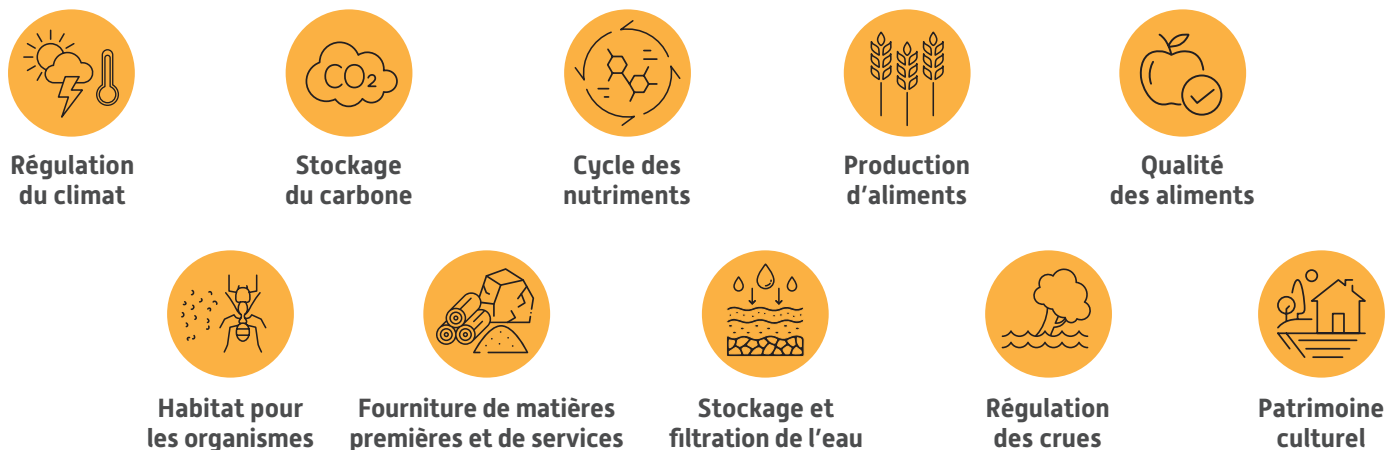 CO₂
Régulation
du climat
Stockage
du carbone
Cycle des
nutriments
Production
d'aliments
Qualité
des aliments
Habitat pour
les organismes
Fourniture de matières
premières et de services
Stockage et
filtration de l'eau
Régulation
des crues
Patrimoine
culturel